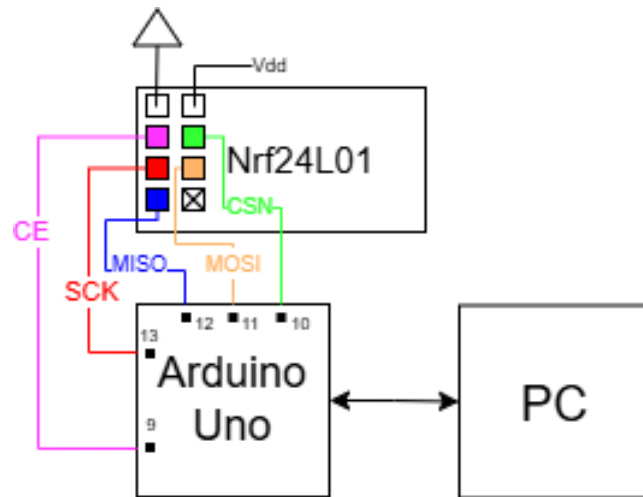 Vdd
Nrf24L01
CSN
CE
MISO
MOSI
SCK
12
11
10
13
Arduino
Uno
9
PC